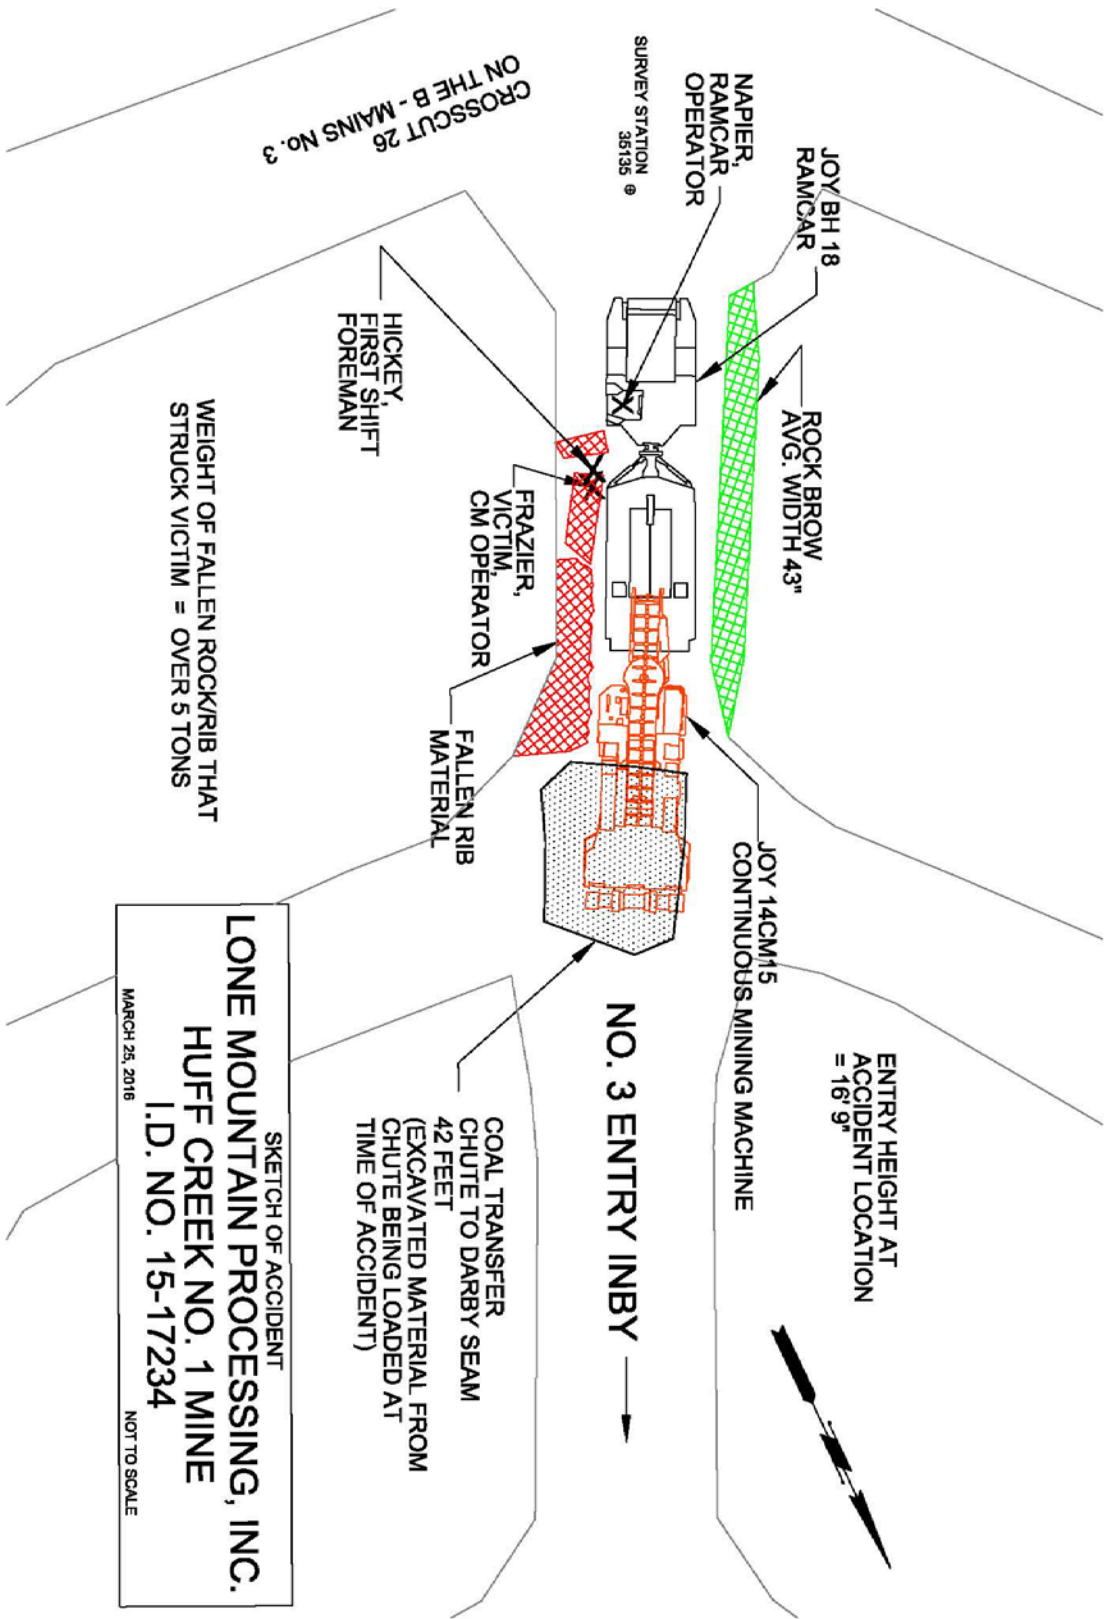 CROSSCUT 26
ON THE B - MAINS No. 3
SURVEY STATION
35135
NAPIER,
RAMCAR
OPERATOR
JOY BH 18
RAMCAR
ROCK BROW
AVG. WIDTH 43"
HICKEY,
FIRST SHIFT
FOREMAN
FRAZIER,
VICTIM,
CM OPERATOR
FALLEN RIB
MATERIAL
WEIGHT OF FALLEN ROCK/RIB THAT
STRUCK VICTIM = OVER 5 TONS
JOY 14CM15
CONTINUOUS MINING MACHINE
ENTRY HEIGHT AT
ACCIDENT LOCATION
= 16' 9"
NO. 3 ENTRY INBY
COAL TRANSFER
CHUTE TO DARBY SEAM
42 FEET
(EXCAVATED MATERIAL FROM
CHUTE BEING LOADED AT
TIME OF ACCIDENT)
SKETCH OF ACCIDENT
LONE MOUNTAIN PROCESSING, INC.
HUFF CREEK NO. 1 MINE
I.D. NO. 15-17234
MARCH 25, 2016
NOT TO SCALE